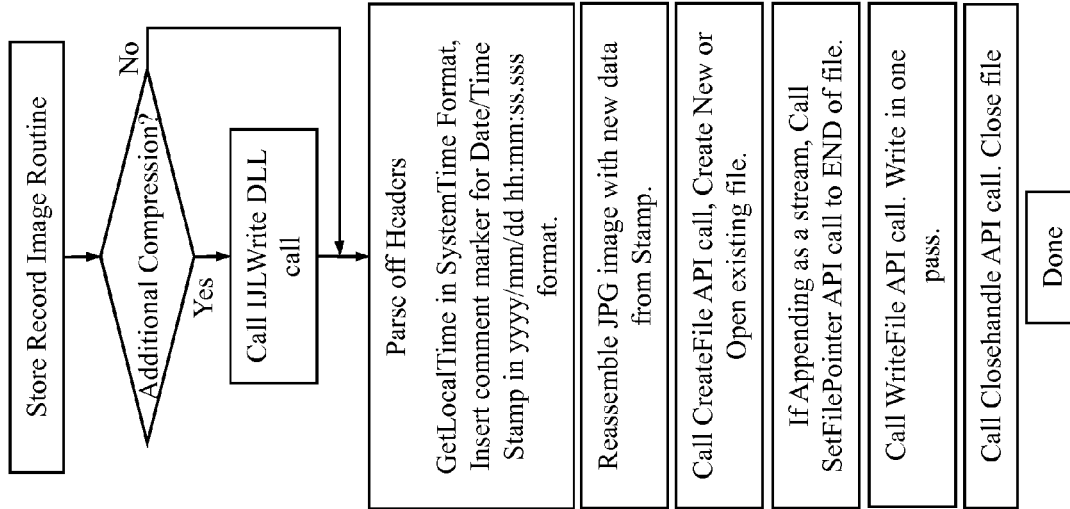 Store Record Image Routine
Additional Compression?
No
Yes
Call IJLWrite DLL
call
Parse off Headers
GetLocalTime in SystemTime Format,
Insert comment marker for Date/Time
Stamp in yyyy/mm/dd hh:mm:ss.sss
format.
Reassemble JPG image with new data
from Stamp.
Call CreateFile API call, Create New or
Open existing file.
If Appending as a stream, Call
SetFilePointer API call to END of file.
Call WriteFile API call. Write in one
pass.
Call Closehandle API call. Close file
Done